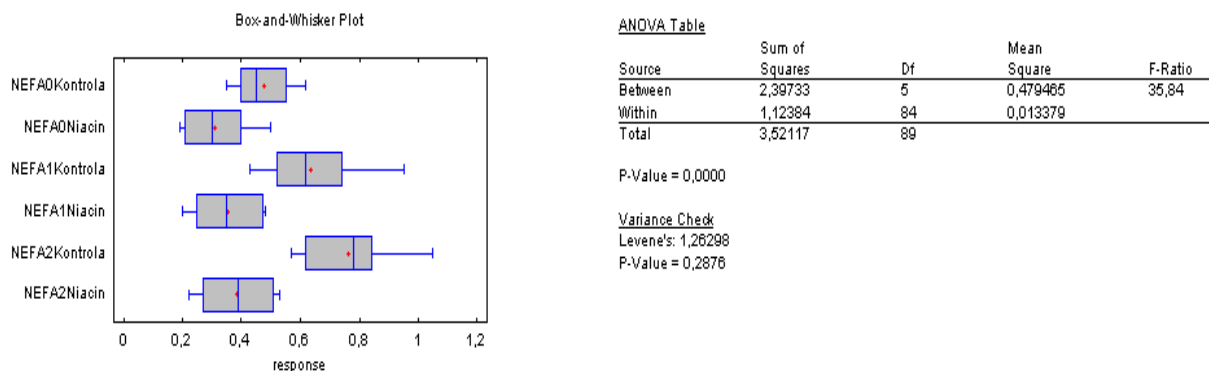 Box-and-Whisker Plot
NEFA0Kontrola
NEFA0Niacin
NEFA1Kontrola
NEFA1Niacin
NEFA2Kontrola
NEFA2Niacin
0 0,2 0,4 0,6 0,8 1 1,2
response
ANOVA Table
Sum of Mean
Source Squares Df Square F-Ratio
Between 2,39733 5 0,479465 35,84
Within 1,12384 84 0,013379
Total 3,52117 89
P-Value = 0,0000
Variance Check
Levene's: 1,26298
P-Value = 0,2876